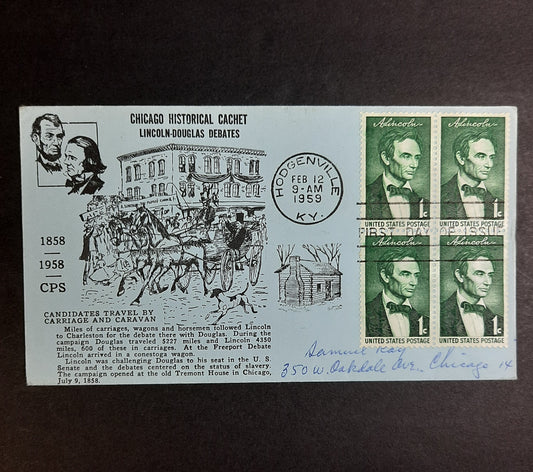 CHICAGO HISTORICAL CACHET
LINCOLN-DOUGLAS DEBATES
HODGENVILLE
FEB 12
9-AM
1959
KY.
A.Lincoln
A.Lincoln
1¢
1¢
UNITED STATES POSTAGE
UNITED STATES POSTAGE
FIRST DAY OF ISSUE
A.Lincoln
A.Lincoln
1¢
1¢
UNITED STATES POSTAGE
UNITED STATES POSTAGE
1858
1958
CPS
CANDIDATES TRAVEL BY
CARRIAGE AND CARAVAN
Miles of carriages, wagons and horsemen followed Lincoln
to Charleston for the debate there with Douglas. During the
campaign Douglas traveled 5227 miles and Lincoln 4350
miles, 600 of these in carriages. At the Freeport Debate
Lincoln arrived in a conestoga wagon.
Lincoln was challenging Douglas to his seat in the U. S.
Senate and the debates centered on the status of slavery.
The campaign opened at the old Tremont House in Chicago,
July 9, 1858.
Sammie Kay
350 W. Oakdale Ave., Chicago 14